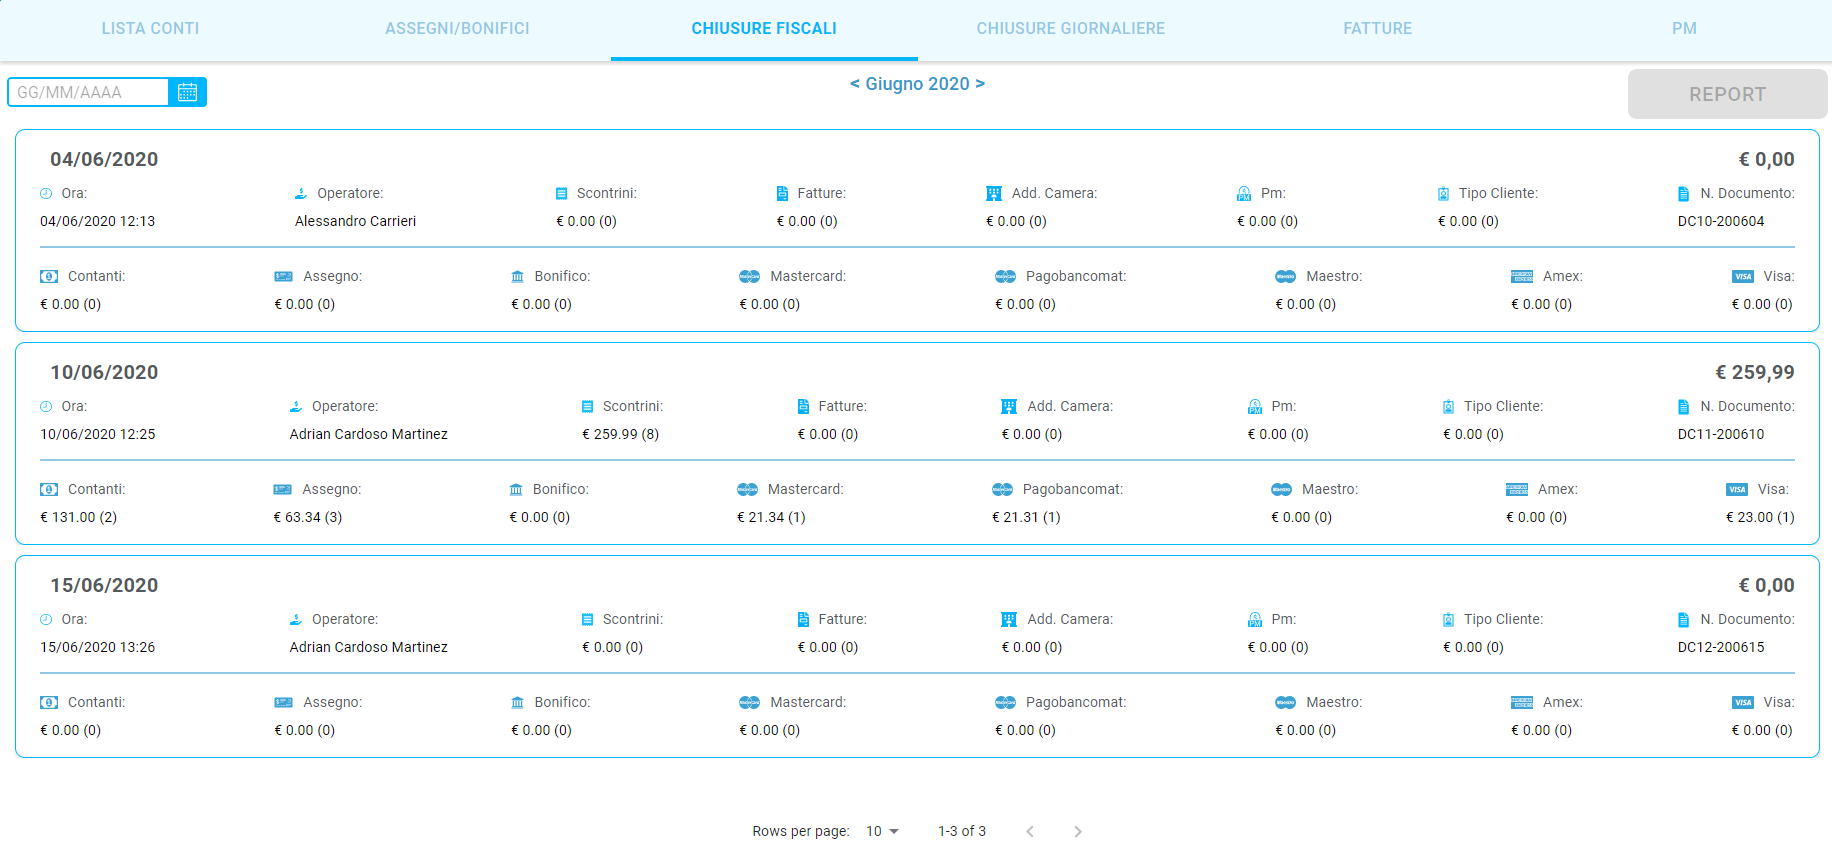 LISTA CONTI ASSEGNI/BONIFICI CHIUSURE FISCALI CHIUSURE GIORNALIERE FATTURE PM
GG/MM/AAAA < Giugno 2020 > REPORT
04/06/2020 € 0,00
Ora: Operatore: Scontrini: Fatture: Add. Camera: Pm: Tipo Cliente: N. Documento:
04/06/2020 12:13 Alessandro Carrieri € 0.00 (0) € 0.00 (0) € 0.00 (0) € 0.00 (0) € 0.00 (0) DC10-200604
Contanti: Assegno: Bonifico: Mastercard: Pagobancomat: Maestro: Amex: VISA Visa:
€ 0.00 (0) € 0.00 (0) € 0.00 (0) € 0.00 (0) € 0.00 (0) € 0.00 (0) € 0.00 (0) € 0.00 (0)
10/06/2020 € 259,99
Ora: Operatore: Scontrini: Fatture: Add. Camera: Pm: Tipo Cliente: N. Documento:
10/06/2020 12:25 Adrian Cardoso Martinez € 259.99 (8) € 0.00 (0) € 0.00 (0) € 0.00 (0) € 0.00 (0) DC11-200610
Contanti: Assegno: Bonifico: Mastercard: Pagobancomat: Maestro: Amex: VISA Visa:
€ 131.00 (2) € 63.34 (3) € 0.00 (0) € 21.34 (1) € 21.31 (1) € 0.00 (0) € 0.00 (0) € 23.00 (1)
15/06/2020 € 0,00
Ora: Operatore: Scontrini: Fatture: Add. Camera: Pm: Tipo Cliente: N. Documento:
15/06/2020 13:26 Adrian Cardoso Martinez € 0.00 (0) € 0.00 (0) € 0.00 (0) € 0.00 (0) € 0.00 (0) DC12-200615
Contanti: Assegno: Bonifico: Mastercard: Pagobancomat: Maestro: Amex: VISA Visa:
€ 0.00 (0) € 0.00 (0) € 0.00 (0) € 0.00 (0) € 0.00 (0) € 0.00 (0) € 0.00 (0) € 0.00 (0)
Rows per page: 10 1-3 of 3